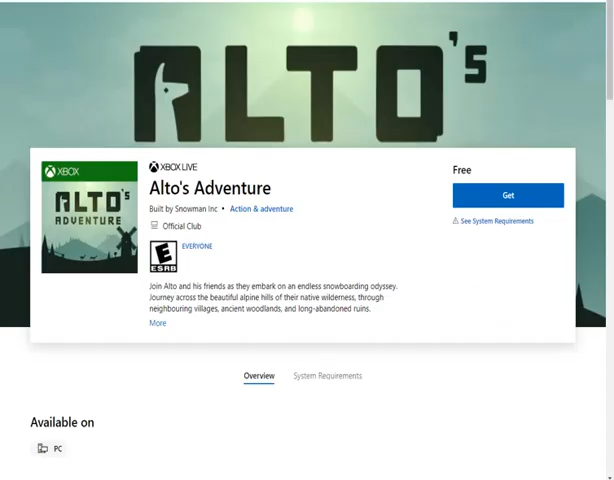 ALTO's
XBOX
ALTO's
ADVENTURE
XBOX LIVE
Alto's Adventure
Built by Snowman Inc • Action & adventure
Official Club
E
ESRB
EVERYONE
Join Alto and his friends as they embark on an endless snowboarding odyssey.
Journey across the beautiful alpine hills of their native wilderness, through
neighbouring villages, ancient woodlands, and long-abandoned ruins.
More
Free
Get
See System Requirements
Overview System Requirements
Available on
PC